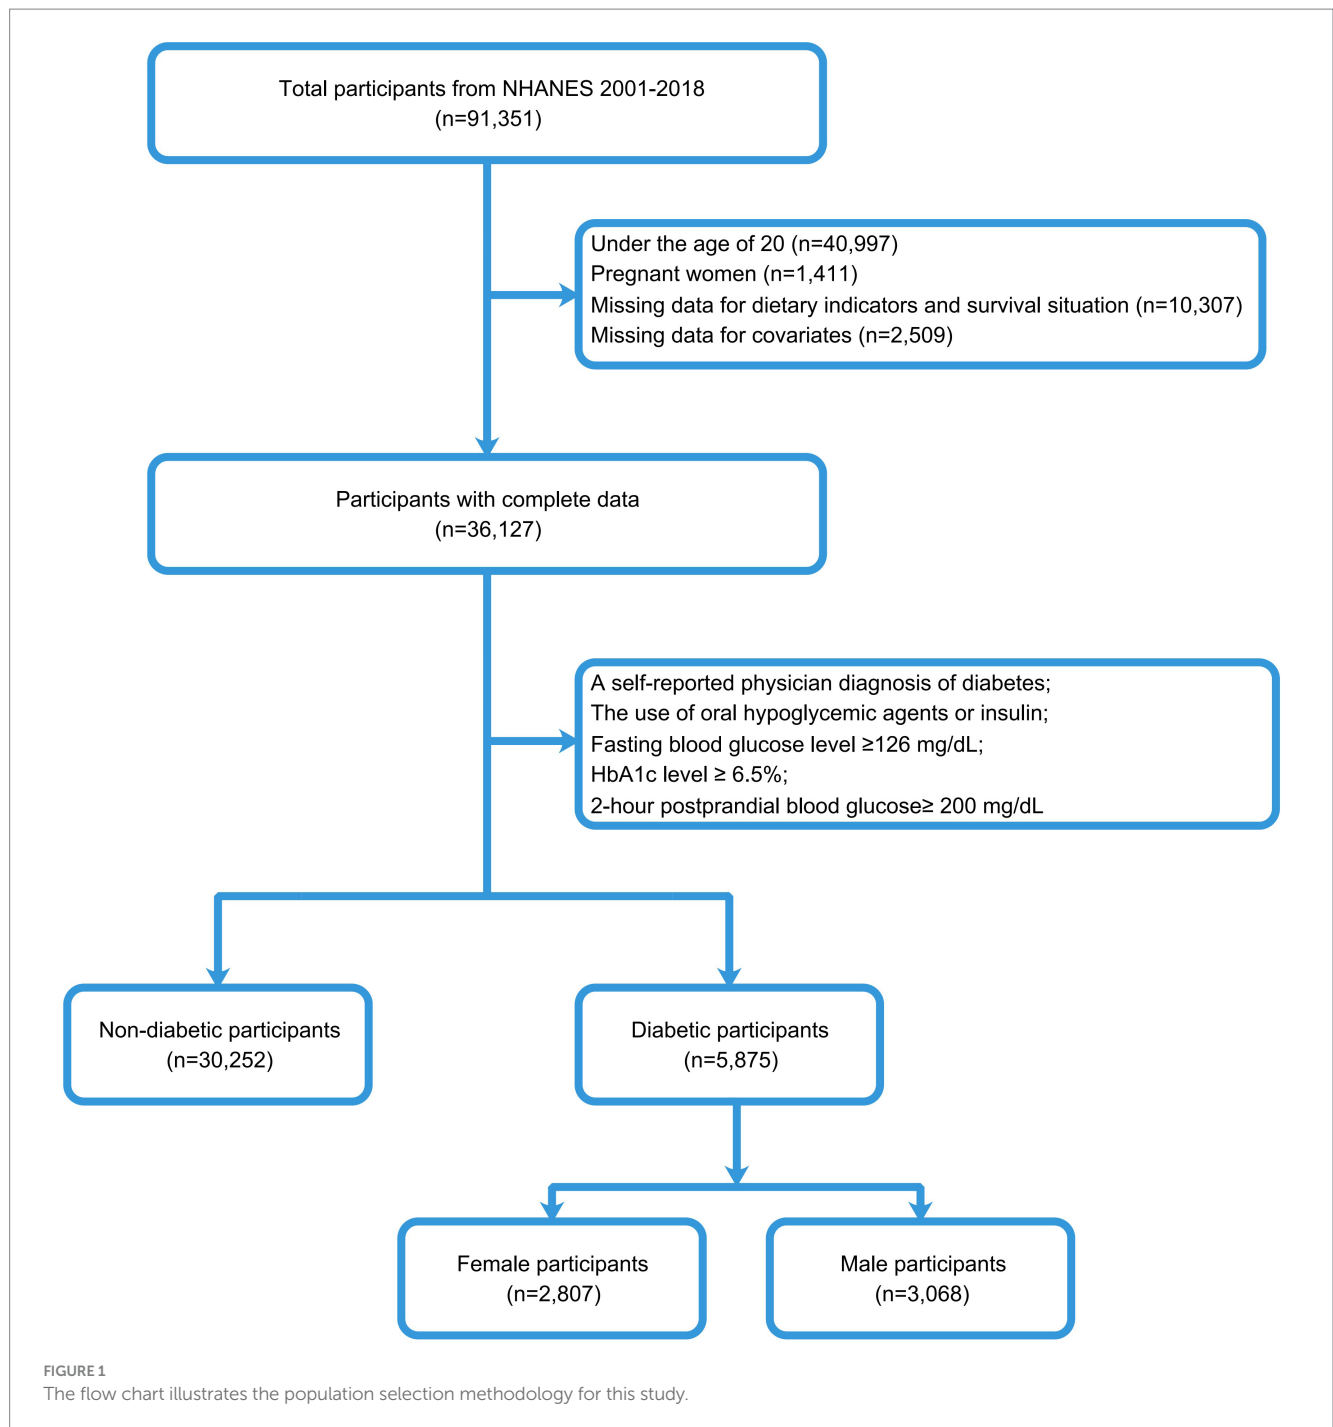 Total participants from NHANES 2001-2018
(n=91,351)
Under the age of 20 (n=40,997)
Pregnant women (n=1,411)
Missing data for dietary indicators and survival situation (n=10,307)
Missing data for covariates (n=2,509)
Participants with complete data
(n=36,127)
A self-reported physician diagnosis of diabetes;
The use of oral hypoglycemic agents or insulin;
Fasting blood glucose level ≥126 mg/dL;
HbA1c level ≥ 6.5%;
2-hour postprandial blood glucose≥ 200 mg/dL
Non-diabetic participants
(n=30,252)
Diabetic participants
(n=5,875)
Female participants
(n=2,807)
Male participants
(n=3,068)
FIGURE 1
The flow chart illustrates the population selection methodology for this study.